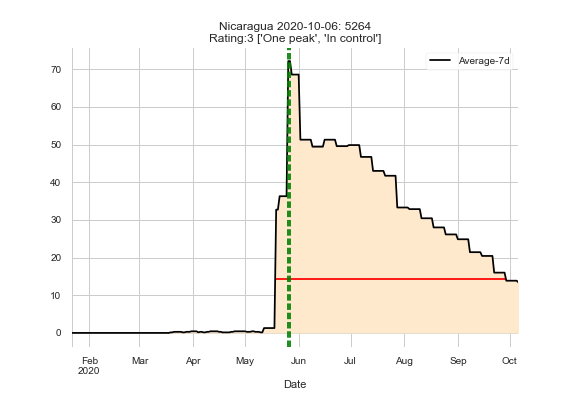 Nicaragua 2020-10-06: 5264
Rating:3 ['One peak', 'In control']
Average-7d
70
60
50
40
30
20
10
0
Feb Mar Apr May Jun Jul Aug Sep Oct
2020
Date